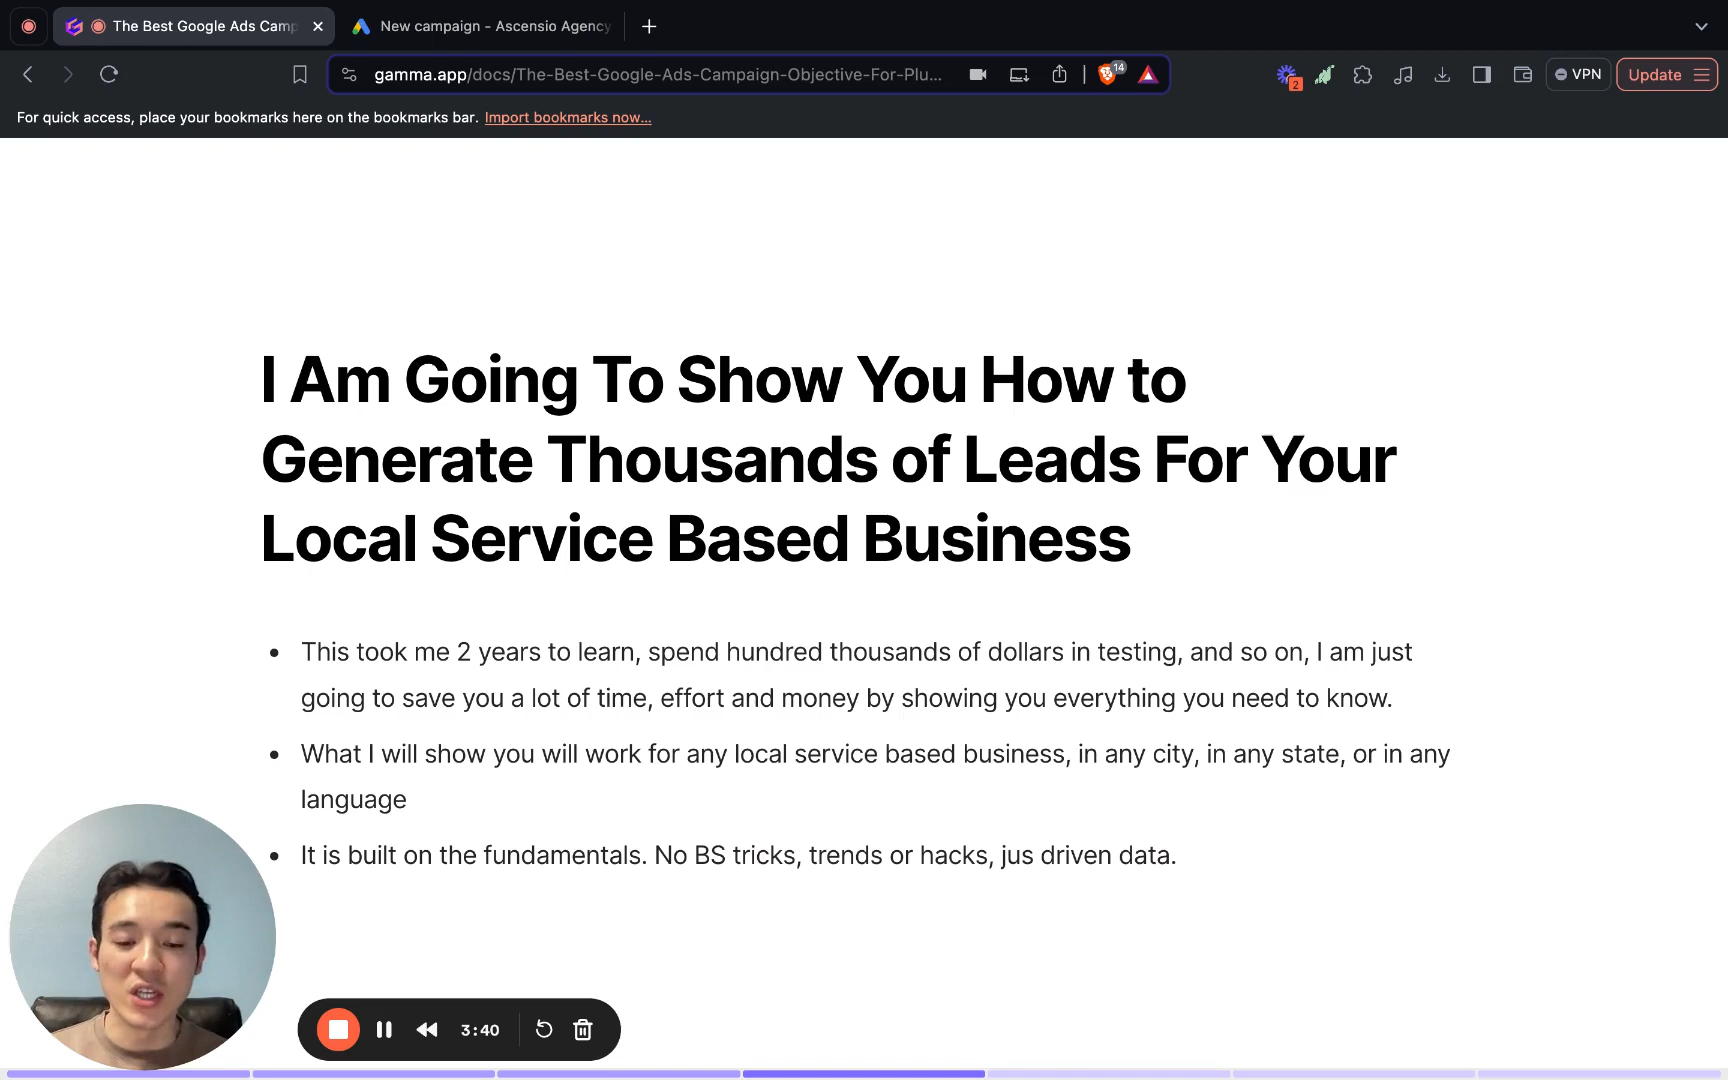 The Best Google Ads Camp
New campaign - Ascensio Agency
gamma.app/docs/The-Best-Google-Ads-Campaign-Objective-For-Plu...
14
2
VPN
Update
For quick access, place your bookmarks here on the bookmarks bar. Import bookmarks now...
I Am Going To Show You How to
Generate Thousands of Leads For Your
Local Service Based Business
This took me 2 years to learn, spend hundred thousands of dollars in testing, and so on, I am just
going to save you a lot of time, effort and money by showing you everything you need to know.
What I will show you will work for any local service based business, in any city, in any state, or in any
language
It is built on the fundamentals. No BS tricks, trends or hacks, jus driven data.
3:40